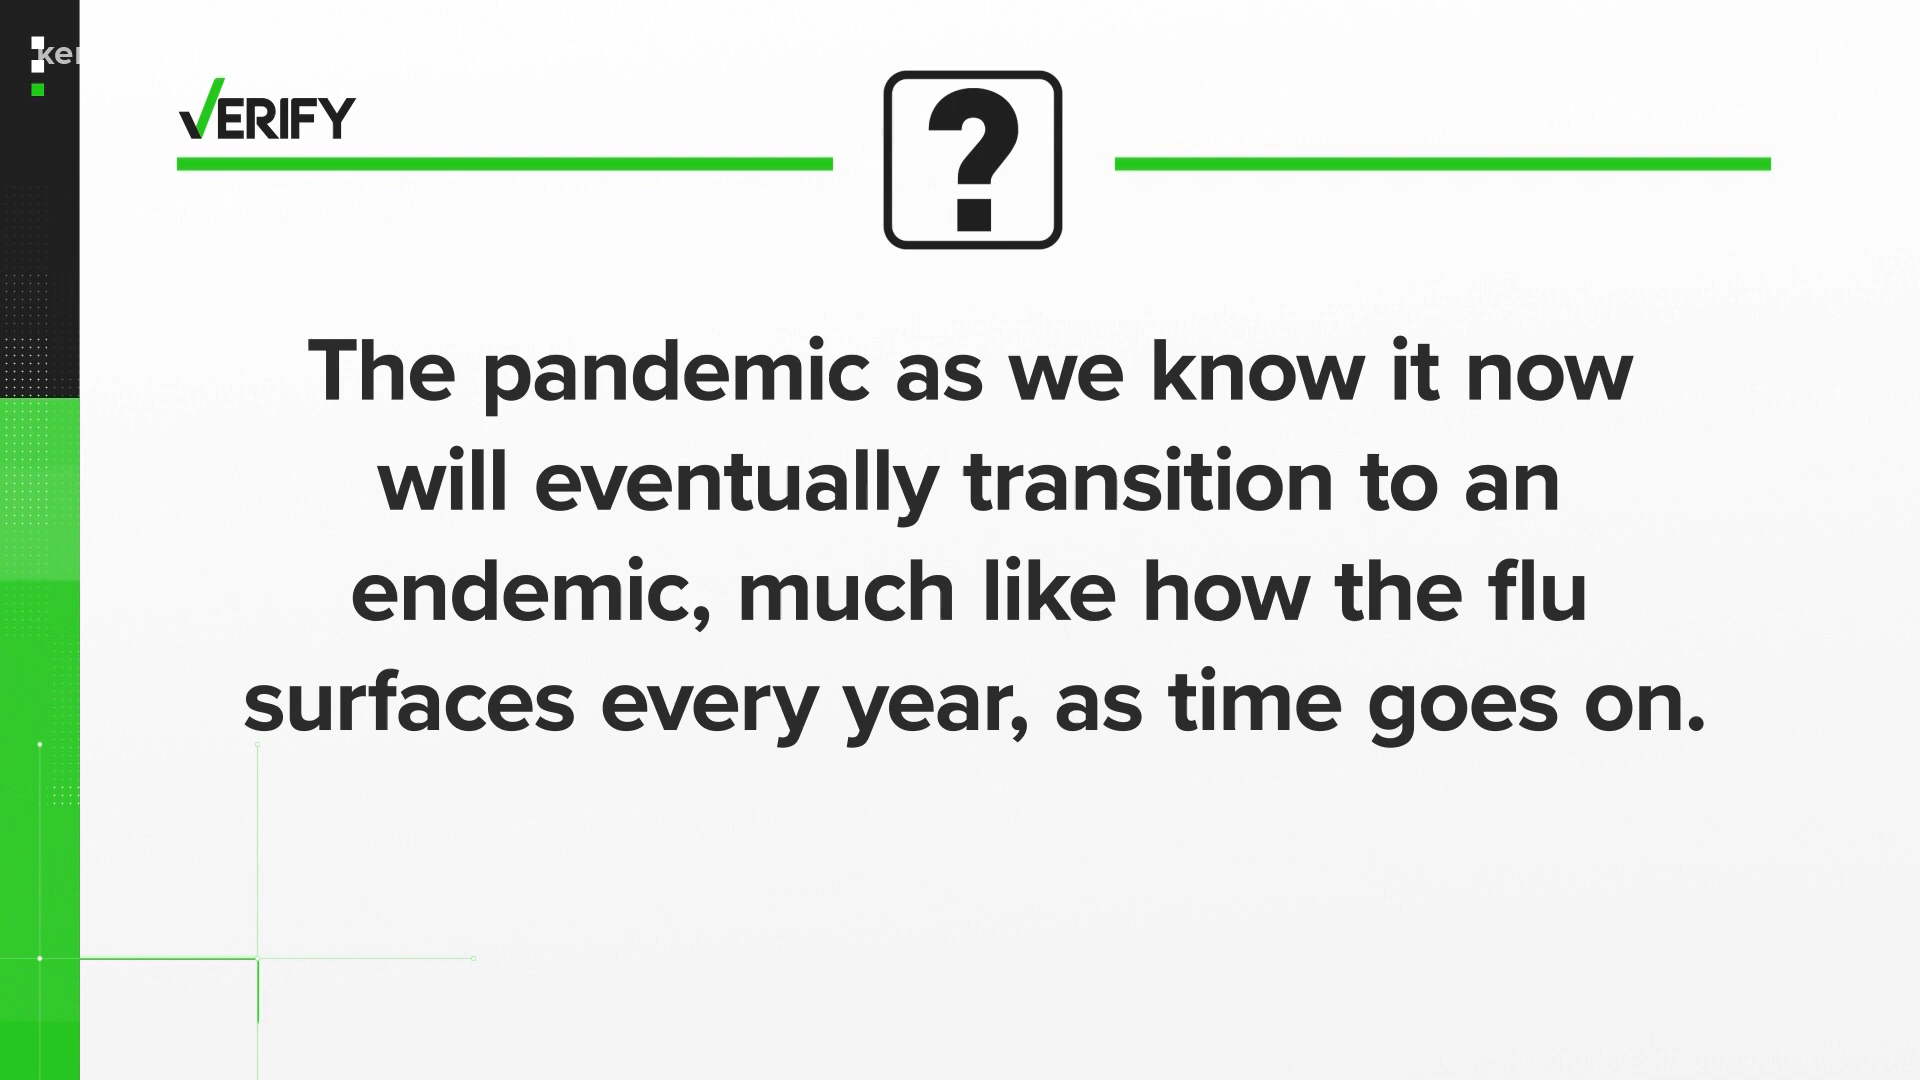 VERIFY
?
The pandemic as we know it now
will eventually transition to an
endemic, much like how the flu
surfaces every year, as time goes on.